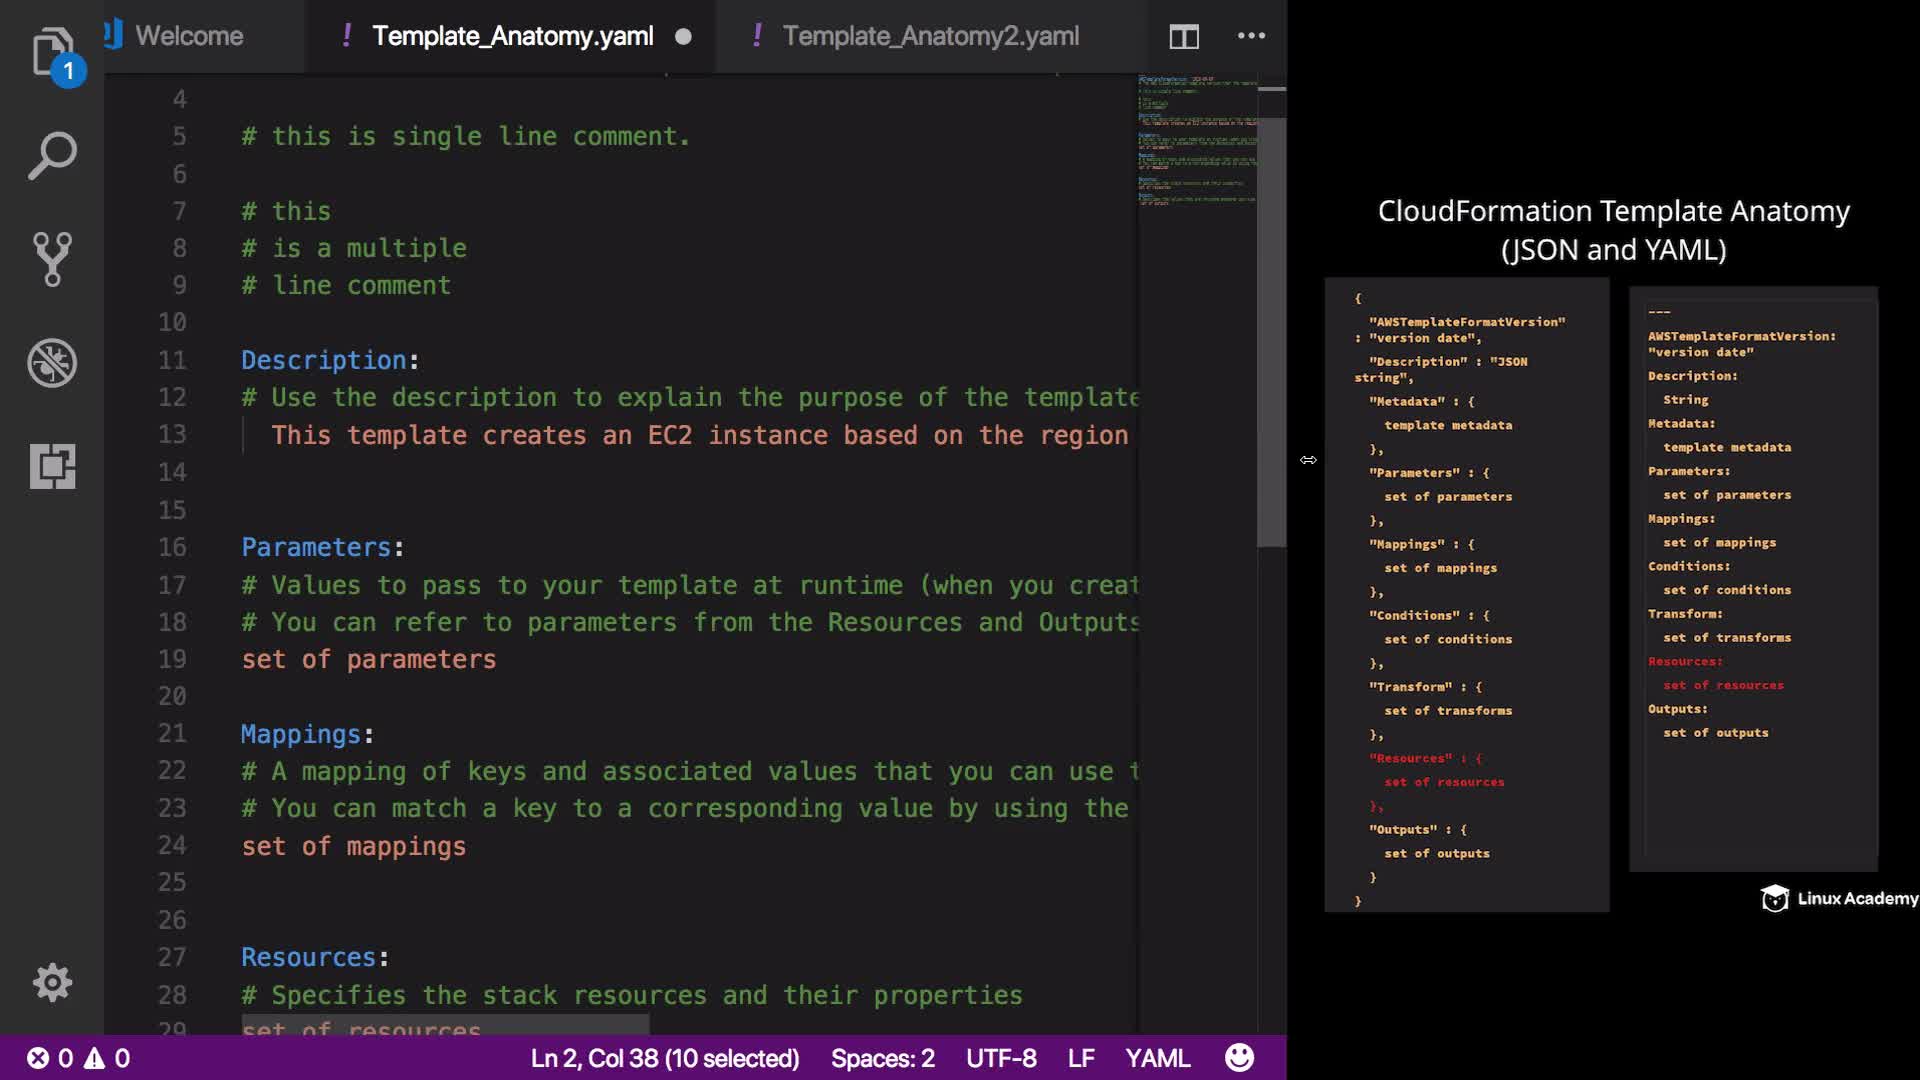 Welcome
! Template_Anatomy.yaml
! Template_Anatomy2.yaml
1
4
5 # this is single line comment.
6
7 # this
8 # is a multiple
9 # line comment
10
11 Description:
12 # Use the description to explain the purpose of the template
13 This template creates an EC2 instance based on the region
14
15
16 Parameters:
17 # Values to pass to your template at runtime (when you creat
18 # You can refer to parameters from the Resources and Outputs
19 set of parameters
20
21 Mappings:
22 # A mapping of keys and associated values that you can use t
23 # You can match a key to a corresponding value by using the
24 set of mappings
25
26
27 Resources:
28 # Specifies the stack resources and their properties
29 set of resources
0 0
Ln 2, Col 38 (10 selected)
Spaces: 2
UTF-8
LF
YAML
CloudFormation Template Anatomy
(JSON and YAML)
{
"AWSTemplateFormatVersion"
: "version date",
"Description" : "JSON
string",
"Metadata" : {
template metadata
},
"Parameters" : {
set of parameters
},
"Mappings" : {
set of mappings
},
"Conditions" : {
set of conditions
},
"Transform" : {
set of transforms
},
"Resources" : {
set of resources
},
"Outputs" : {
set of outputs
}
}
---
AWSTemplateFormatVersion:
"version date"
Description:
String
Metadata:
template metadata
Parameters:
set of parameters
Mappings:
set of mappings
Conditions:
set of conditions
Transform:
set of transforms
Resources:
set of resources
Outputs:
set of outputs
Linux Academy